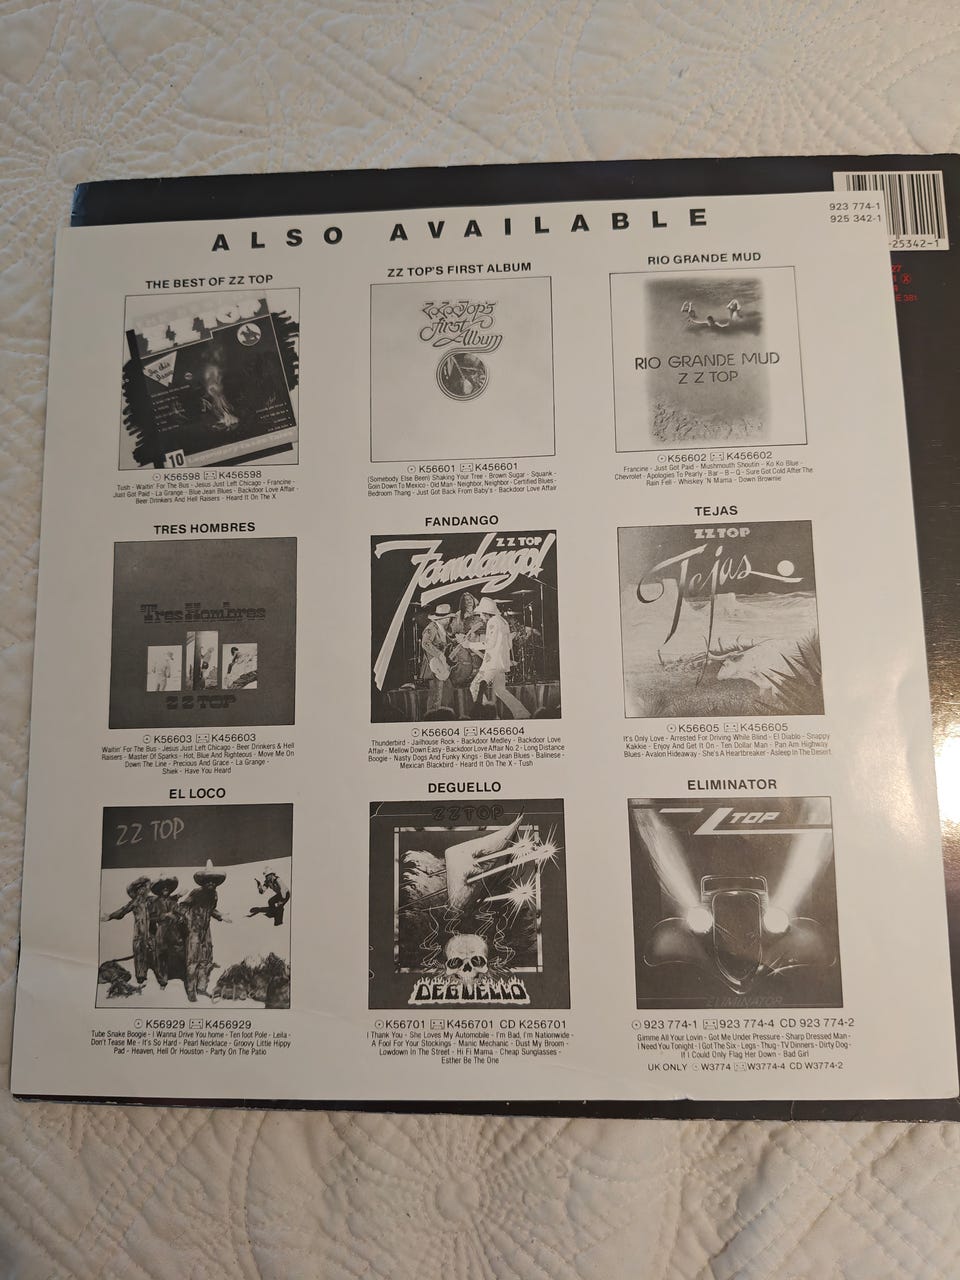 923 774-1
925 342-1
25342-1
ALSO AVAILABLE
THE BEST OF ZZ TOP
10
K56598 K456598
Tush - Waitin' For The Bus - Jesus Just Left Chicago - Francine -
Just Got Paid - La Grange - Blue Jean Blues - Backdoor Love Affair -
Beer Drinkers And Hell Raisers - Heard It On The X
ZZ TOP'S FIRST ALBUM
ZZ Top's
First
Album
K56601 K456601
(Somebody Else Been) Shaking Your Tree - Brown Sugar - Squank -
Goin Down To Mexico - Old Man - Neighbor, Neighbor - Certified Blues -
Bedroom Thang - Just Got Back From Baby's - Backdoor Love Affair
RIO GRANDE MUD
RIO GRANDE MUD
ZZ TOP
K56602 K456602
Francine - Just Got Paid - Mushmouth Shoutin - Ko Ko Blue -
Chevrolet - Apologies To Pearly - Bar - B - Q - Sure Got Cold After The
Rain Fell - Whiskey 'N Mama - Down Brownie
TRES HOMBRES
Tres Hombres
ZZ TOP
K56603 K456603
Waitin' For The Bus - Jesus Just Left Chicago - Beer Drinkers & Hell
Raisers - Master Of Sparks - Hot, Blue And Righteous - Move Me On
Down The Line - Precious And Grace - La Grange -
Shiek - Have You Heard
FANDANGO
ZZ TOP
Fandango!
K56604 K456604
Thunderbird - Jailhouse Rock - Backdoor Medley - Backdoor Love
Affair - Mellow Down Easy - Backdoor Love Affair No. 2 - Long Distance
Boogie - Nasty Dogs And Funky Kings - Blue Jean Blues - Balinese -
Mexican Blackbird - Heard It On The X - Tush
TEJAS
ZZ TOP
Tejas
K56605 K456605
It's Only Love - Arrested For Driving While Blind - El Diablo - Snappy
Kakkie - Enjoy And Get It On - Ten Dollar Man - Pan Am Highway
Blues - Avalon Hideaway - She's A Heartbreaker - Asleep In The Desert
EL LOCO
ZZ TOP
K56929 K456929
Tube Snake Boogie - I Wanna Drive You home - Ten foot Pole - Leila -
Don't Tease Me - It's So Hard - Pearl Necklace - Groovy Little Hippy
Pad - Heaven, Hell Or Houston - Party On The Patio
DEGUELLO
ZZ TOP
DEGUELLO
K56701 K456701 CD K256701
I Thank You - She Loves My Automobile - I'm Bad, I'm Nationwide -
A Fool For Your Stockings - Manic Mechanic - Dust My Broom -
Lowdown In The Street - Hi Fi Mama - Cheap Sunglasses -
Esther Be The One
ELIMINATOR
ZZ TOP
ELIMINATOR
923 774-1 923 774-4 CD 923 774-2
Gimme All Your Lovin - Got Me Under Pressure - Sharp Dressed Man -
I Need You Tonight - I Got The Six - Legs - Thug - TV Dinners - Dirty Dog -
If I Could Only Flag Her Down - Bad Girl
UK ONLY W3774 W3774-4 CD W3774-2